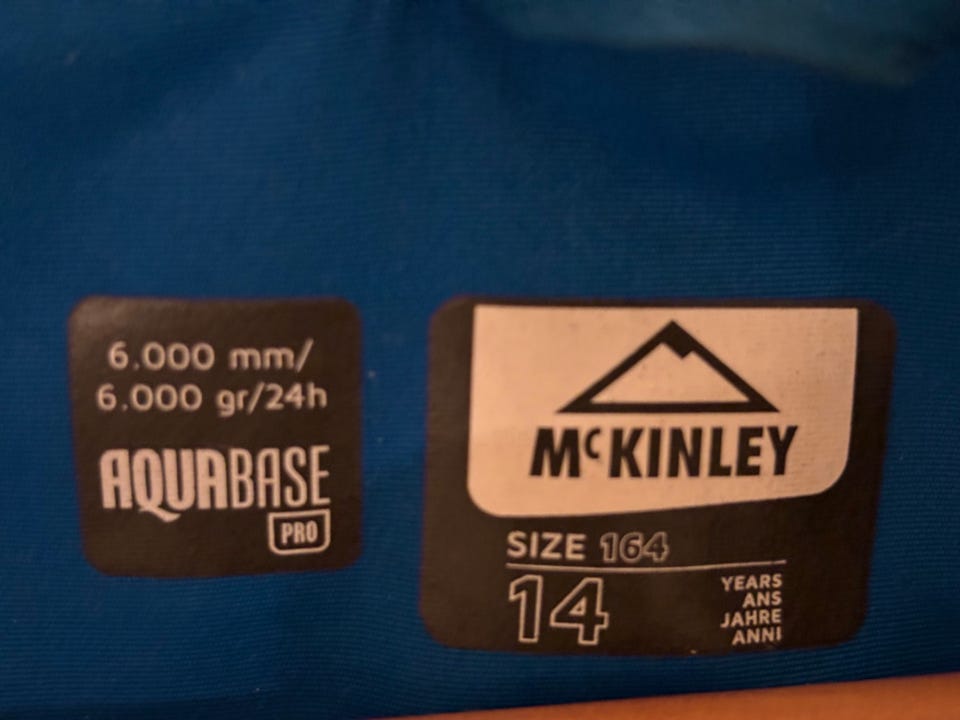 6.000 mm/
6.000 gr/24h
AQUABASE
PRO
McKINLEY
SIZE 164
14
YEARS
ANS
JAHRE
ANNI